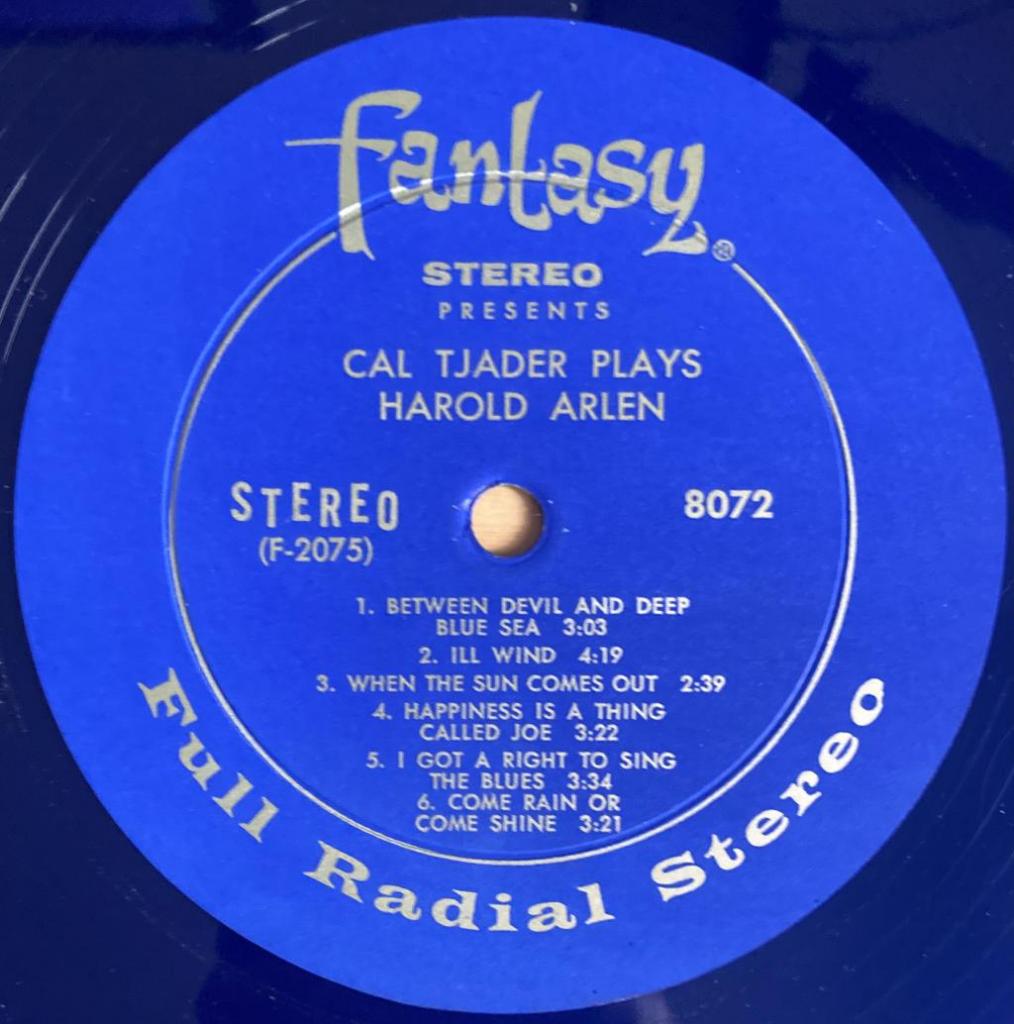 fantasy®
STEREO
PRESENTS
CAL TJADER PLAYS
HAROLD ARLEN
STEREO
(F-2075)
8072
1. BETWEEN DEVIL AND DEEP
BLUE SEA 3:03
2. ILL WIND 4:19
3. WHEN THE SUN COMES OUT 2:39
4. HAPPINESS IS A THING
CALLED JOE 3:22
5. I GOT A RIGHT TO SING
THE BLUES 3:34
6. COME RAIN OR
COME SHINE 3:21
Full Radial Stereo